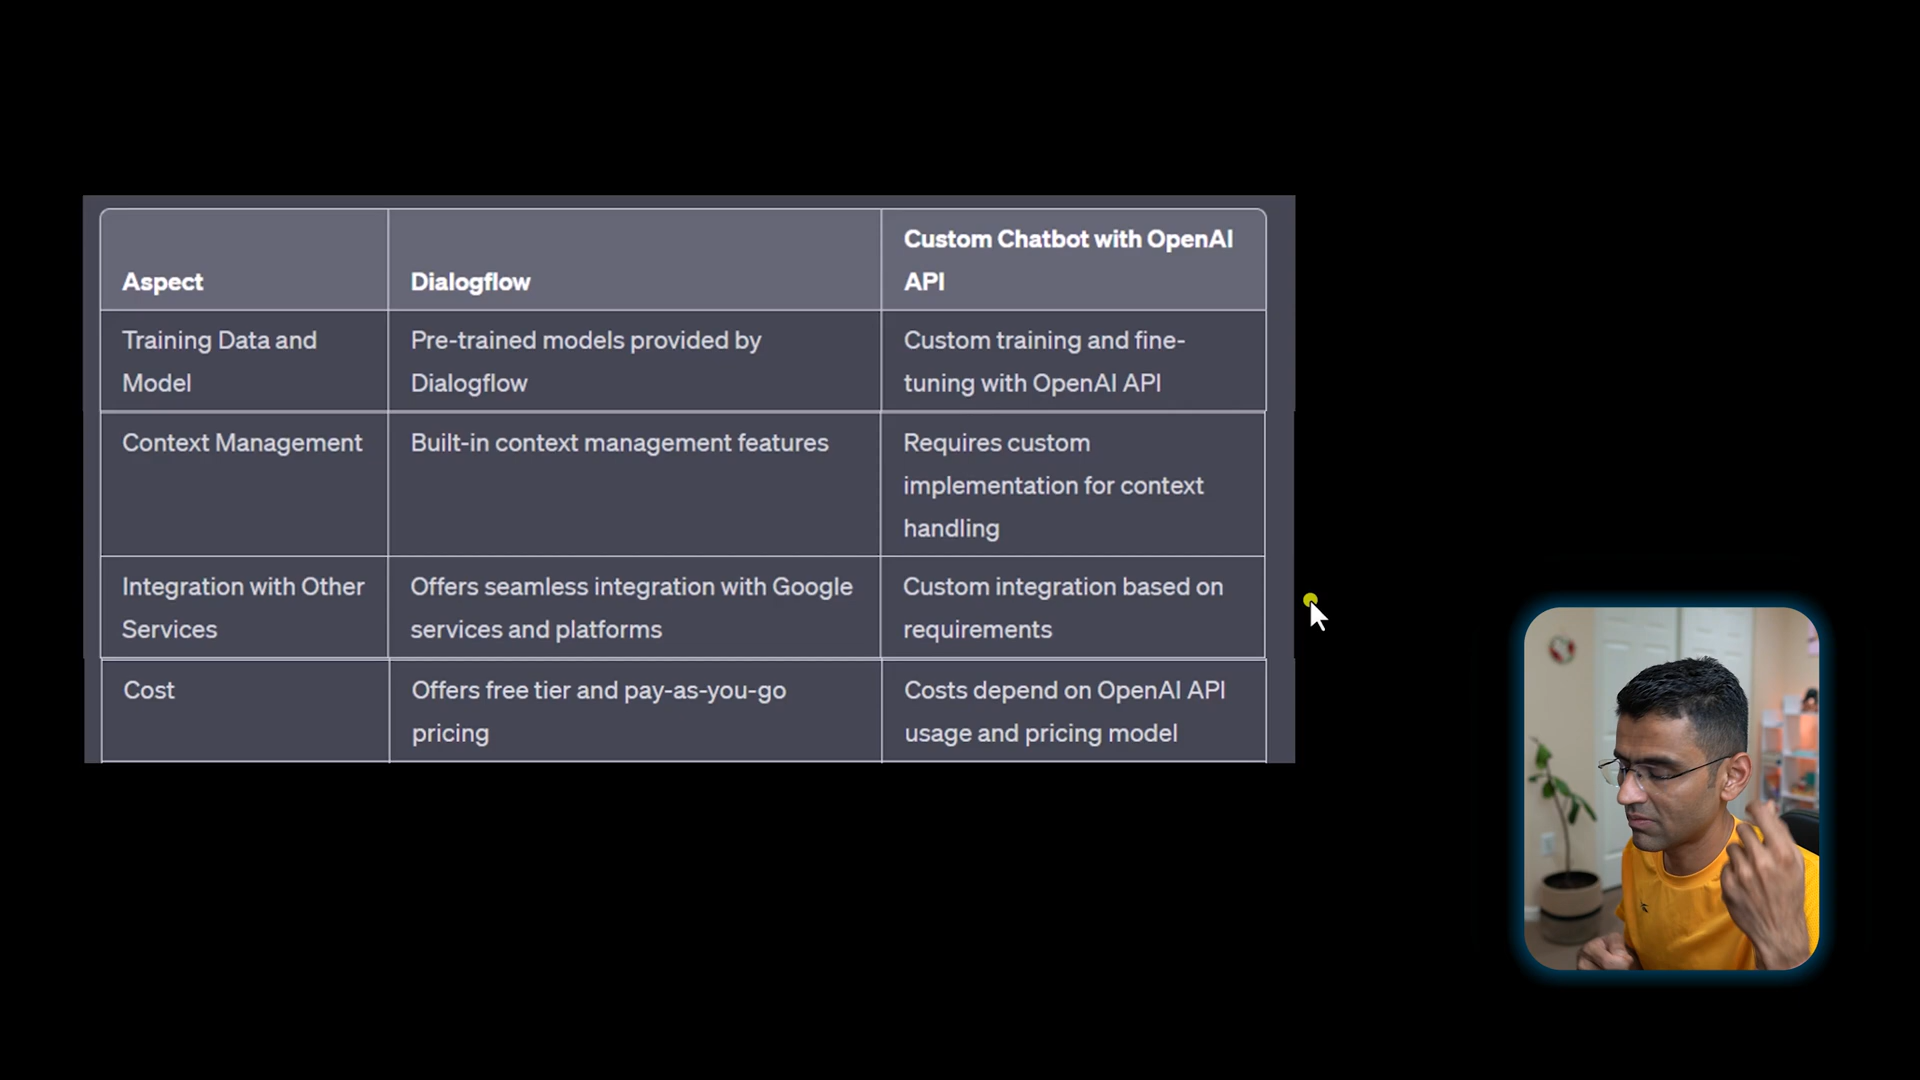 Aspect
Dialogflow
Custom Chatbot with OpenAI
API
Training Data and
Model
Pre-trained models provided by
Dialogflow
Custom training and fine-
tuning with OpenAI API
Context Management
Built-in context management features
Requires custom
implementation for context
handling
Integration with Other
Services
Offers seamless integration with Google
services and platforms
Custom integration based on
requirements
Cost
Offers free tier and pay-as-you-go
pricing
Costs depend on OpenAI API
usage and pricing model